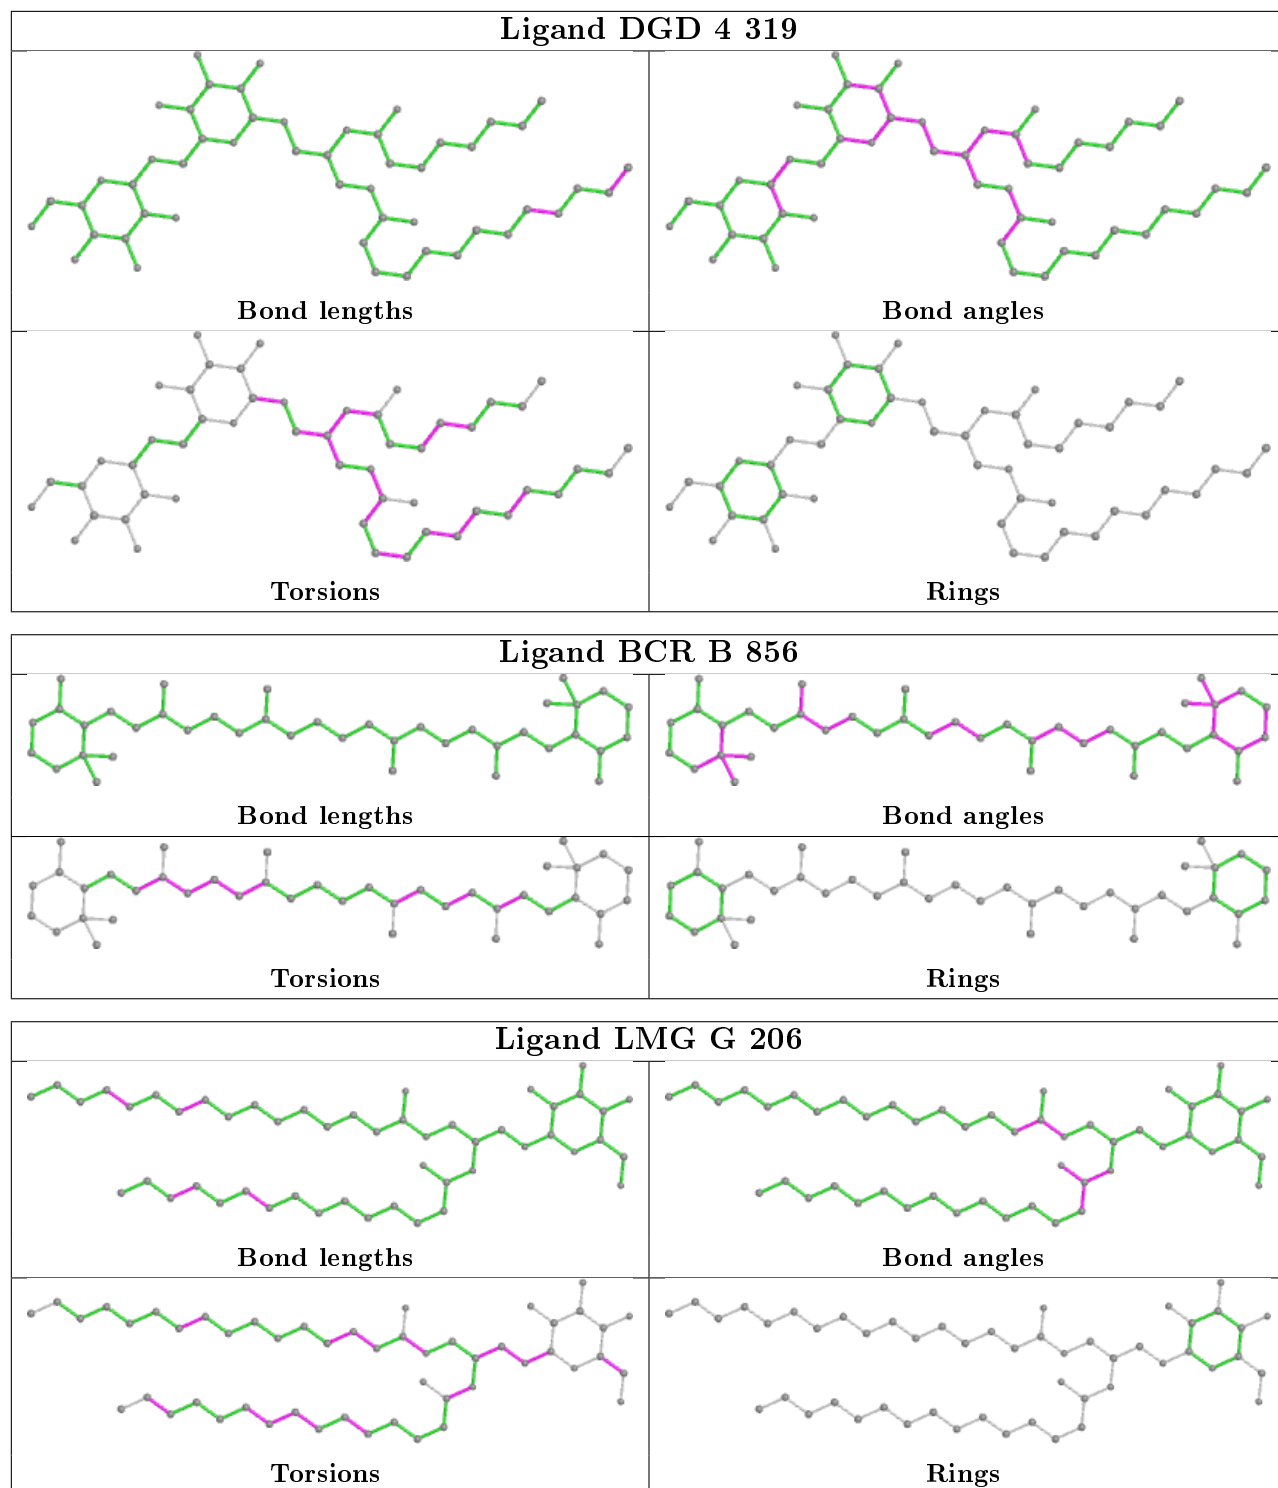 Ligand DGD 4 319
Bond lengths
Bond angles
Torsions
Rings
Ligand BCR B 856
Bond lengths
Bond angles
Torsions
Rings
Ligand LMG G 206
Bond lengths
Bond angles
Torsions
Rings